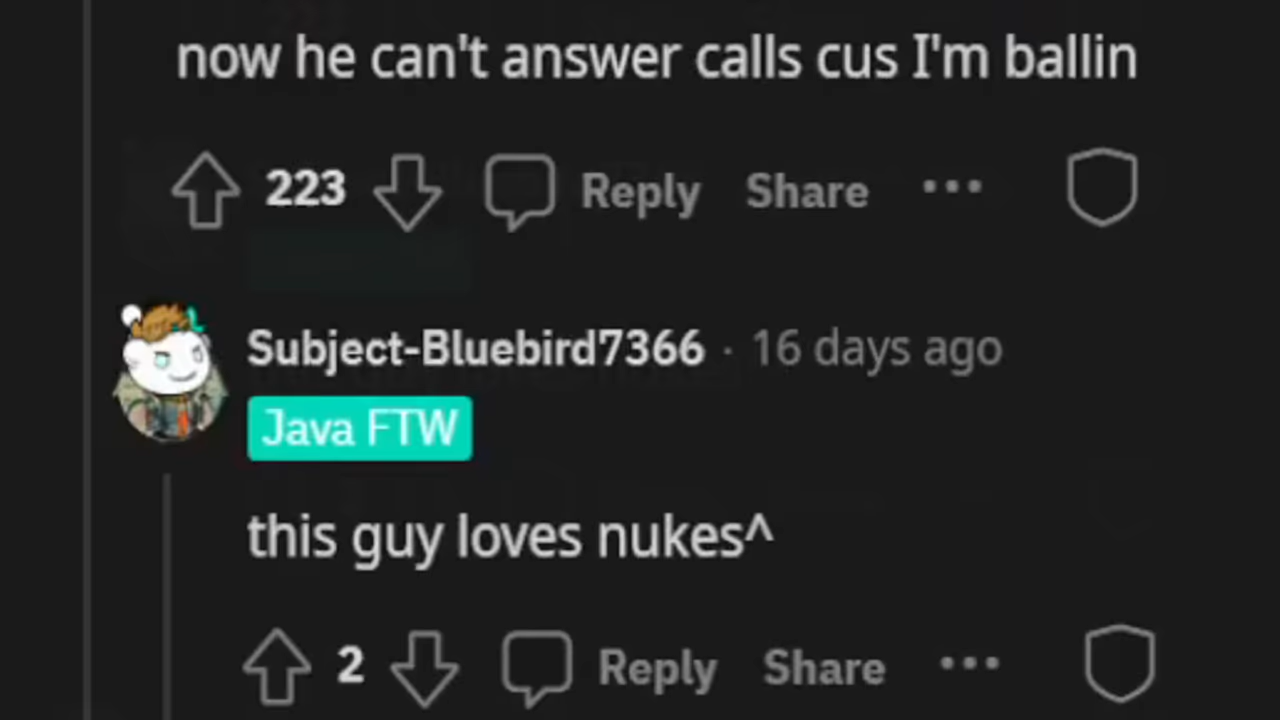 now he can't answer calls cus I'm ballin
223 Reply Share ...
Subject-Bluebird7366 · 16 days ago
Java FTW
this guy loves nukes^
2 Reply Share ...